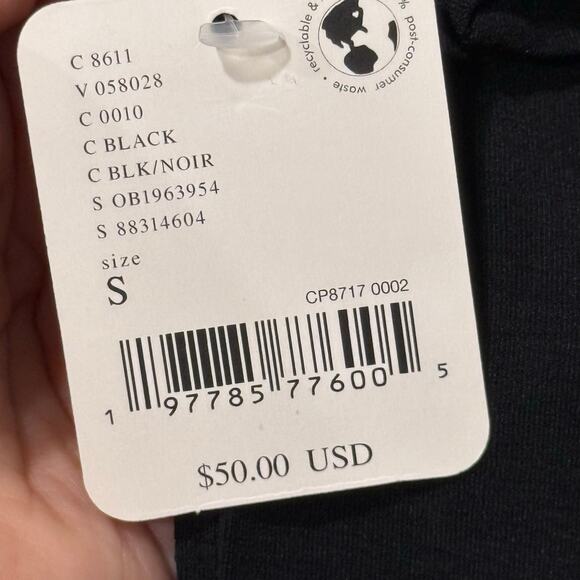 C 8611
V 058028
C 0010
C BLACK
C BLK/NOIR
S OB1963954
S 88314604
size
S
recyclable &
% post-consumer waste •
CP8717 0002
1 97785 77600 5
$50.00 USD